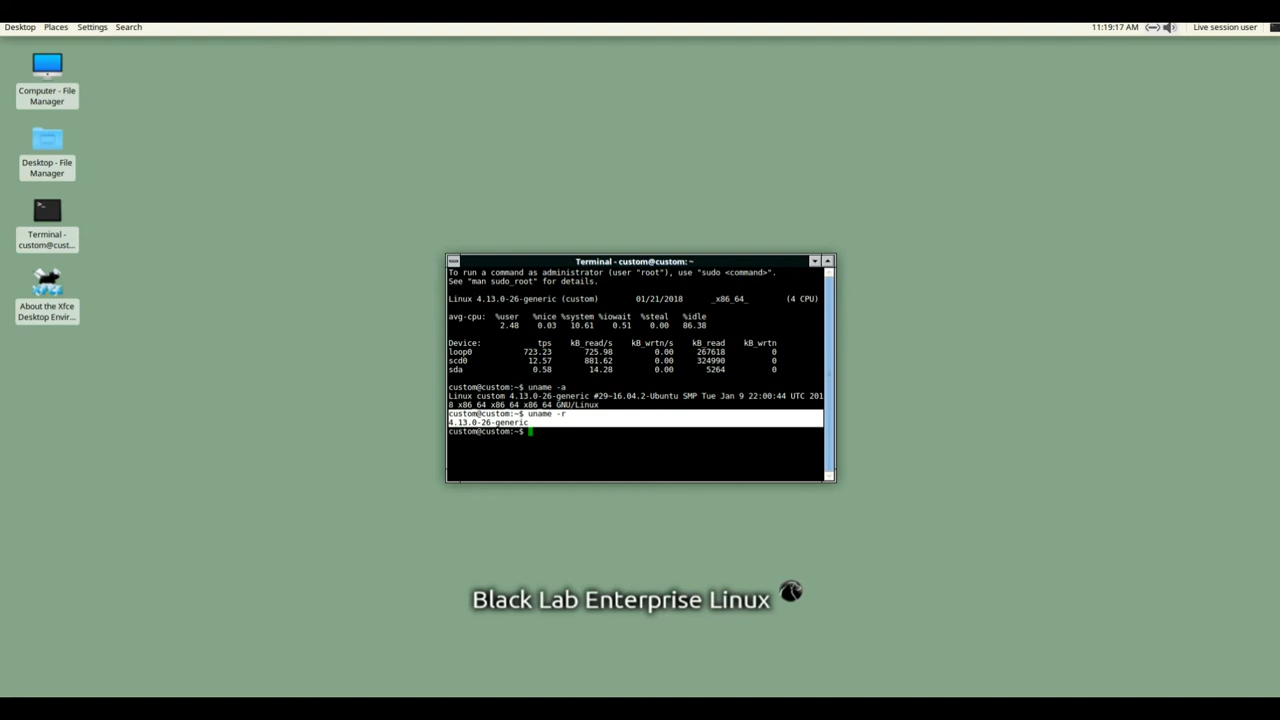 Desktop Places Settings Search
11:19:17 AM Live session user
Computer - File
Manager
Desktop - File
Manager
Terminal -
custom@cust...
About the Xfce
Desktop Envir...
Terminal - custom@custom: ~
To run a command as administrator (user "root"), use "sudo <command>".
See "man sudo_root" for details.
Linux 4.13.0-26-generic (custom) 01/21/2018 _x86_64_ (4 CPU)
avg-cpu: %user %nice %system %iowait %steal %idle
2.48 0.03 10.61 0.51 0.00 86.38
Device: tps kB_read/s kB_wrtn/s kB_read kB_wrtn
loop0 723.23 725.98 0.00 267618 0
scd0 12.57 881.62 0.00 324990 0
sda 0.58 14.28 0.00 5264 0
custom@custom:~$ uname -a
Linux custom 4.13.0-26-generic #29~16.04.2-Ubuntu SMP Tue Jan 9 22:00:44 UTC 201
8 x86_64 x86_64 x86_64 GNU/Linux
custom@custom:~$ uname -r
4.13.0-26-generic
custom@custom:~$
Black Lab Enterprise Linux